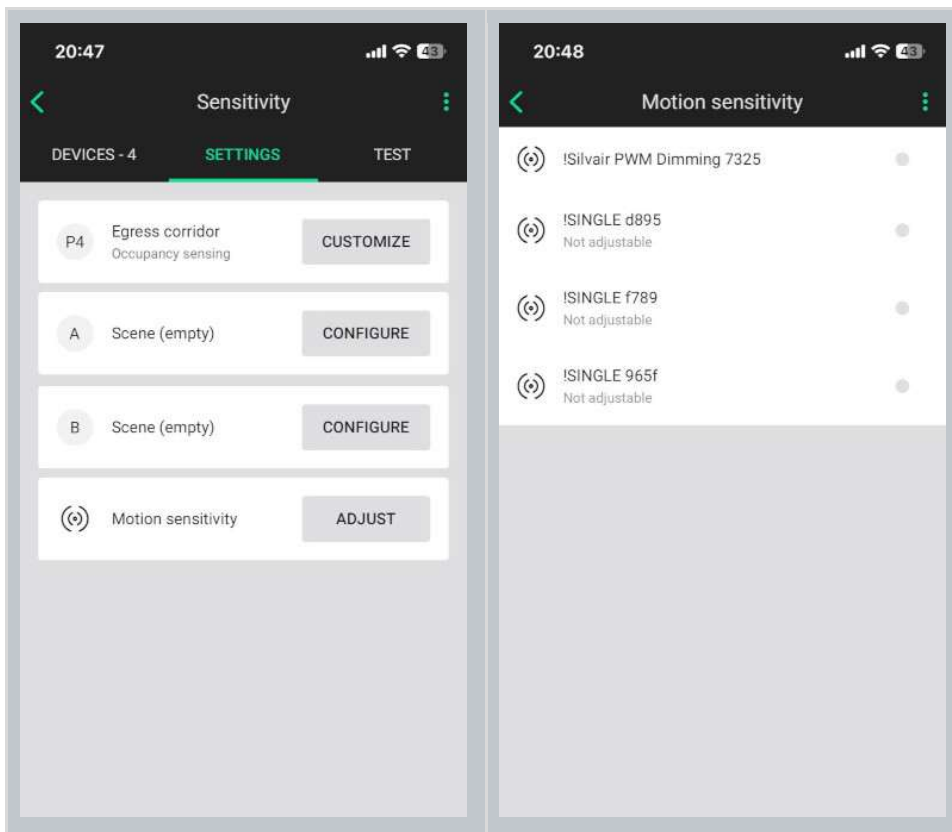 20:47
43
Sensitivity
DEVICES - 4
SETTINGS
TEST
P4
Egress corridor
Occupancy sensing
CUSTOMIZE
A
Scene (empty)
CONFIGURE
B
Scene (empty)
CONFIGURE
Motion sensitivity
ADJUST
20:48
43
Motion sensitivity
!Silvair PWM Dimming 7325
!SINGLE d895
Not adjustable
!SINGLE f789
Not adjustable
!SINGLE 965f
Not adjustable